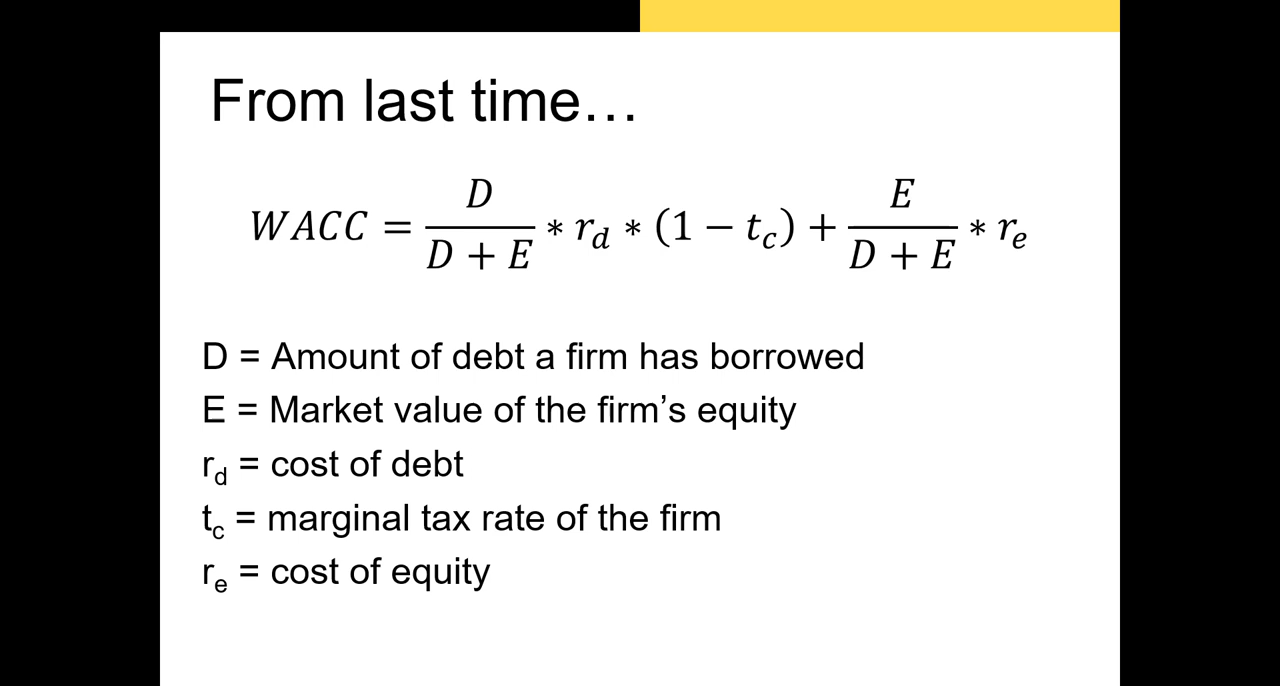 From last time…
WACC = D / (D + E) * r_d * (1 − t_c) + E / (D + E) * r_e
D = Amount of debt a firm has borrowed
E = Market value of the firm’s equity
r_d = cost of debt
t_c = marginal tax rate of the firm
r_e = cost of equity